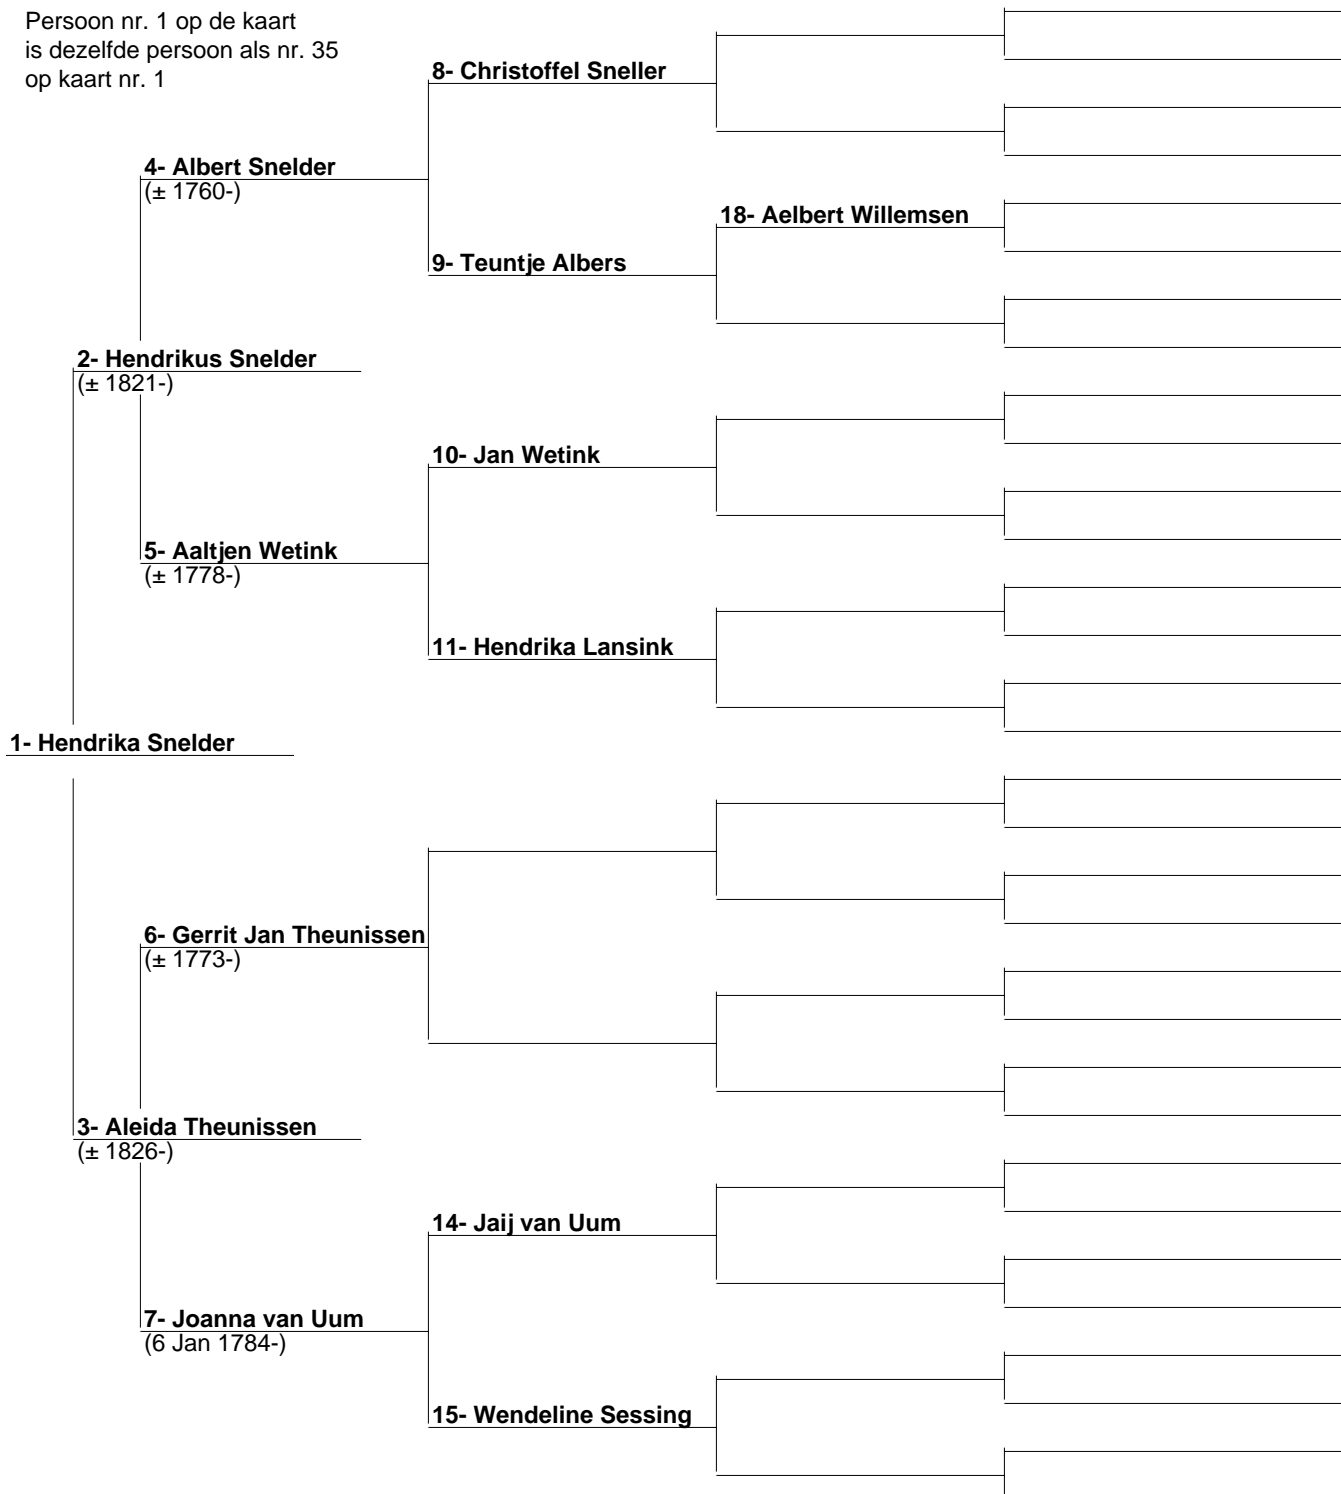 Persoon nr. 1 op de kaart
is dezelfde persoon als nr. 35
op kaart nr. 1
8- Christoffel Sneller
4- Albert Snelder
(± 1760-)
18- Aelbert Willemsen
9- Teuntje Albers
2- Hendrikus Snelder
(± 1821-)
10- Jan Wetink
5- Aaltjen Wetink
(± 1778-)
11- Hendrika Lansink
1- Hendrika Snelder
6- Gerrit Jan Theunissen
(± 1773-)
3- Aleida Theunissen
(± 1826-)
14- Jaij van Uum
7- Joanna van Uum
(6 Jan 1784-)
15- Wendeline Sessing